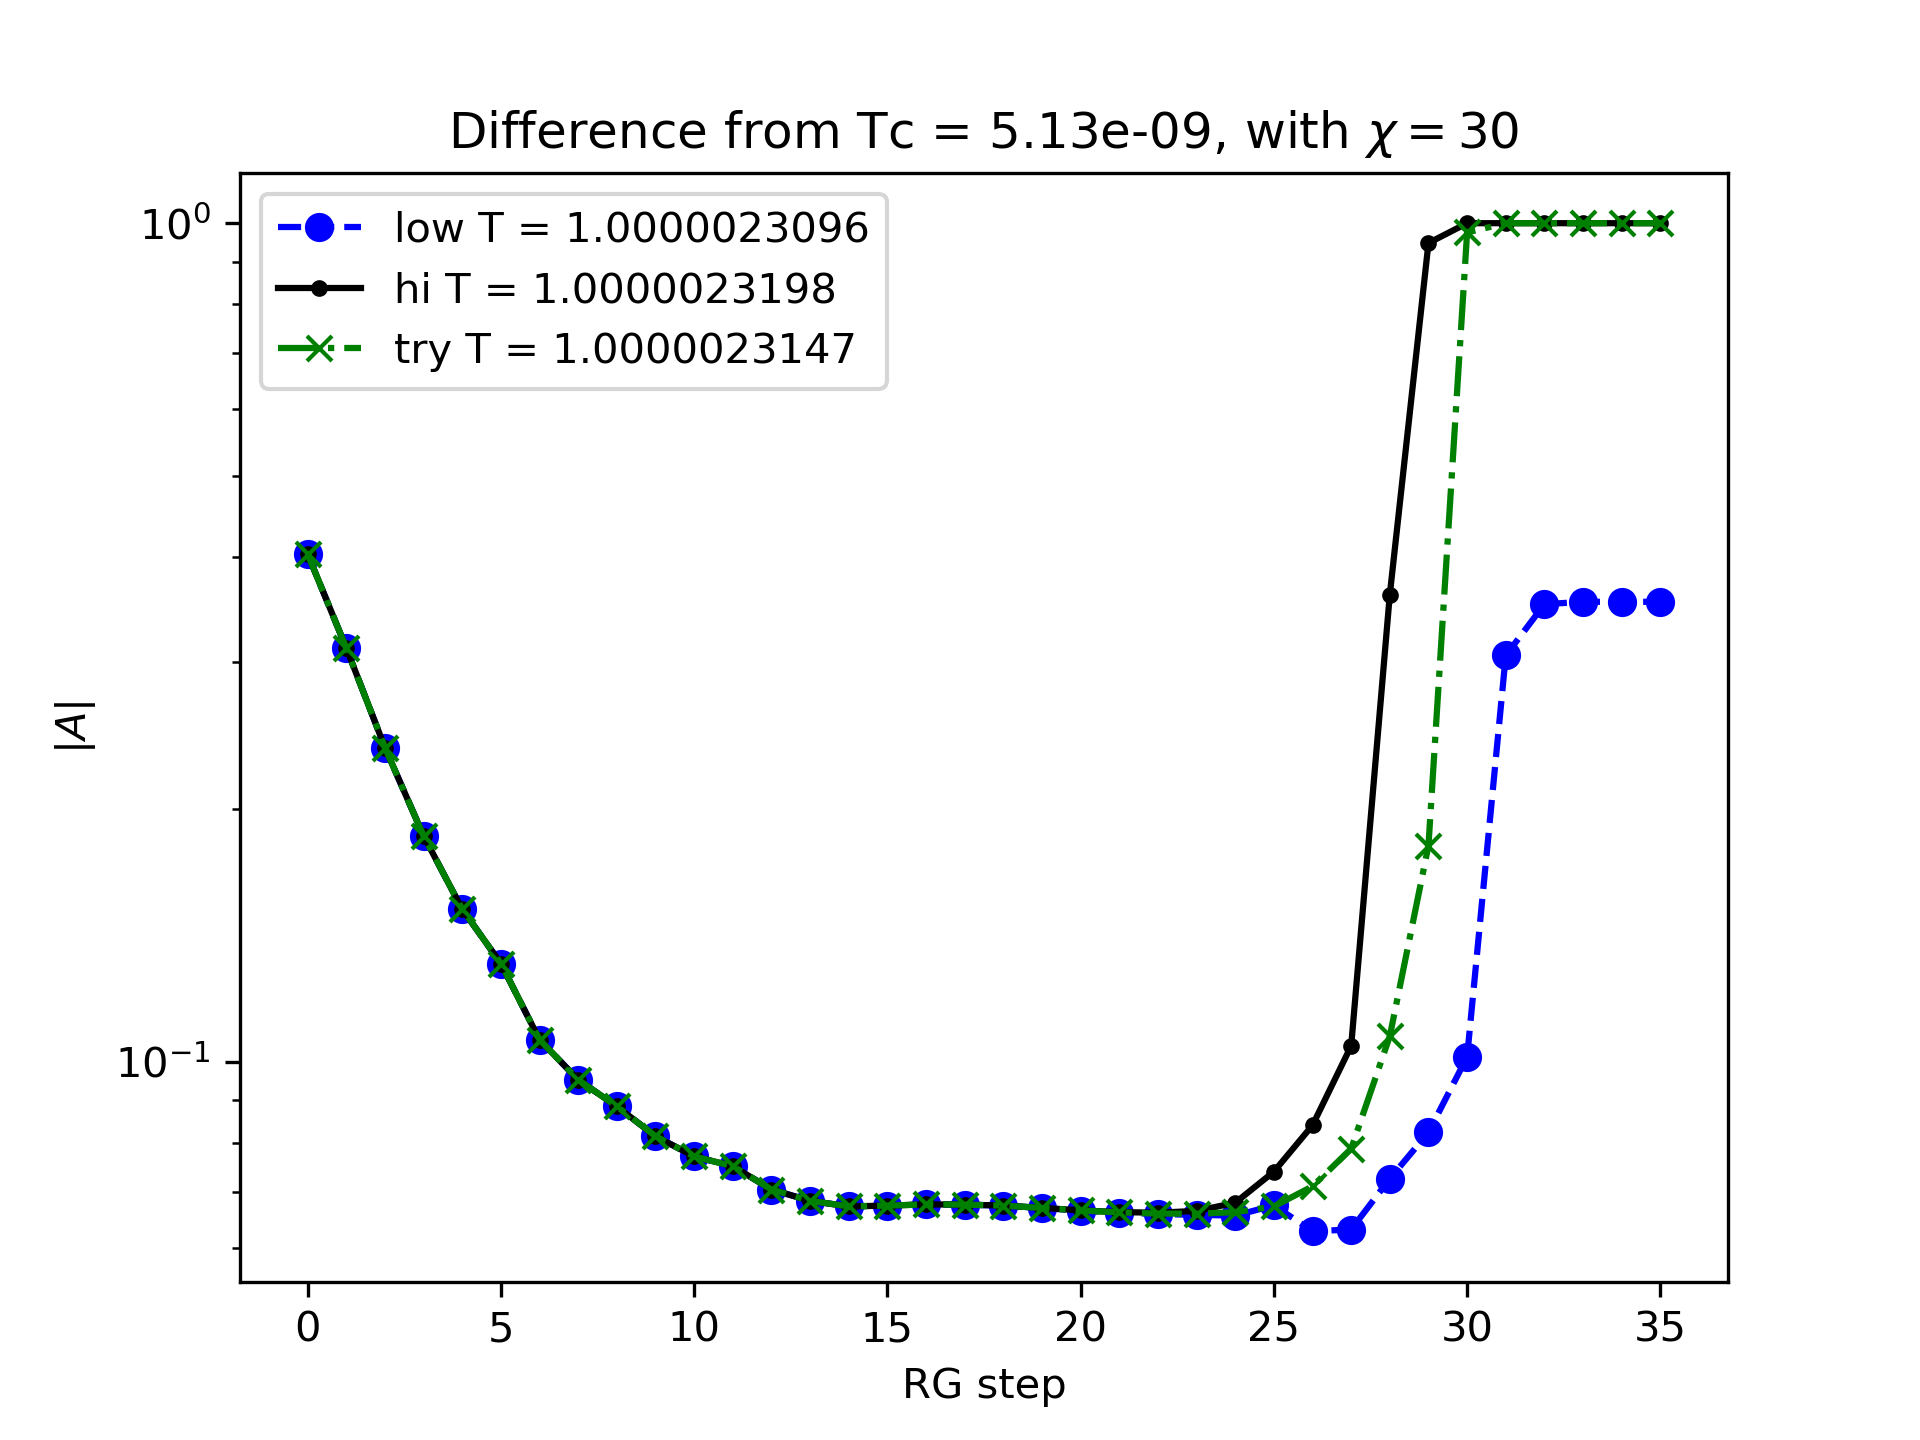 Difference from Tc = 5.13e-09, with χ = 30
low T = 1.0000023096
hi T = 1.0000023198
try T = 1.0000023147
10⁰
10⁻¹
|A|
0 5 10 15 20 25 30 35
RG step